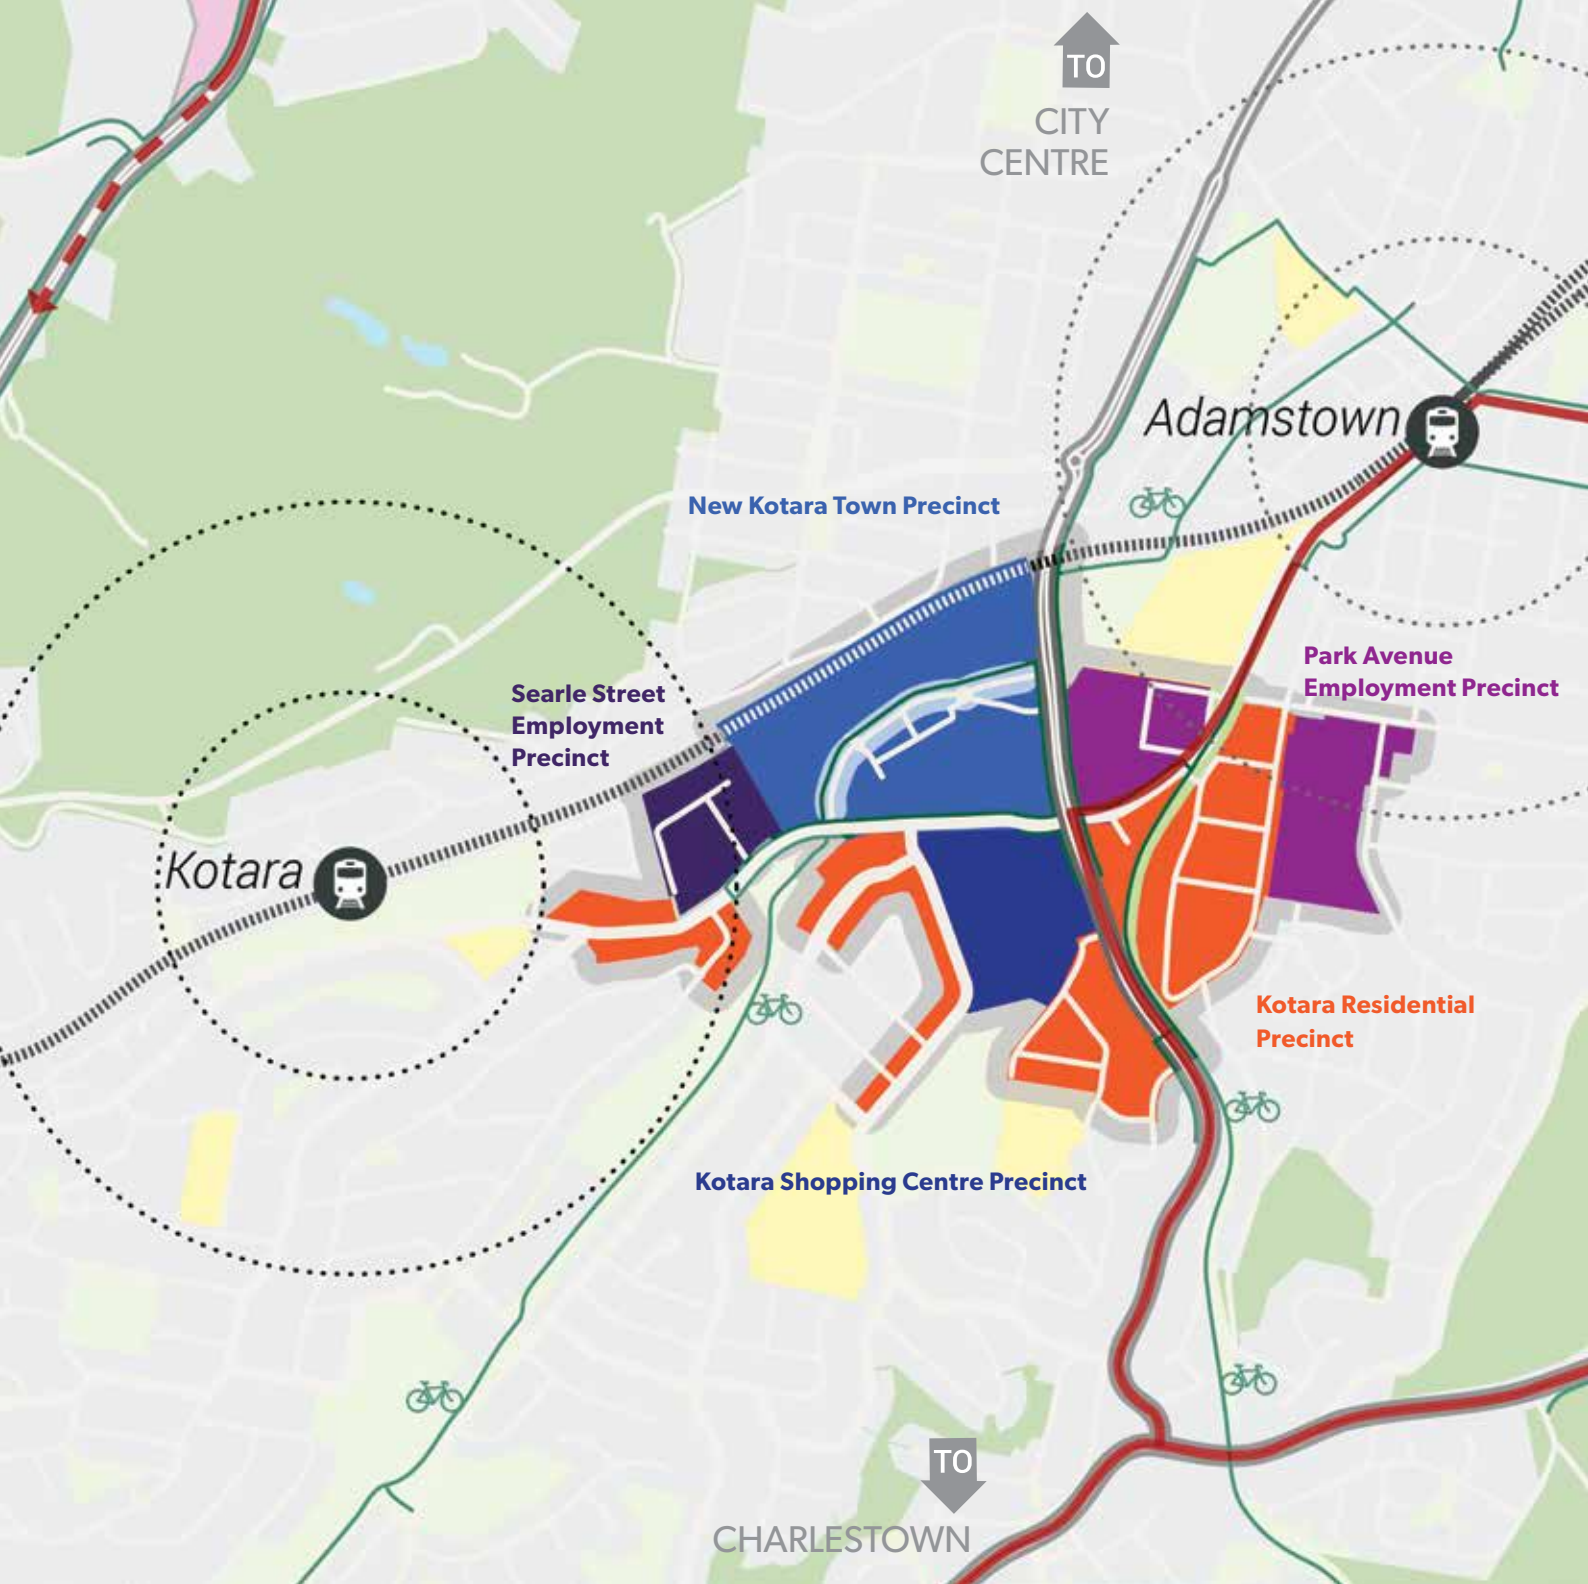 TO
CITY
CENTRE
Adamstown
New Kotara Town Precinct
Park Avenue
Employment Precinct
Searle Street
Employment
Precinct
Kotara
Kotara Residential
Precinct
Kotara Shopping Centre Precinct
TO
CHARLESTOWN